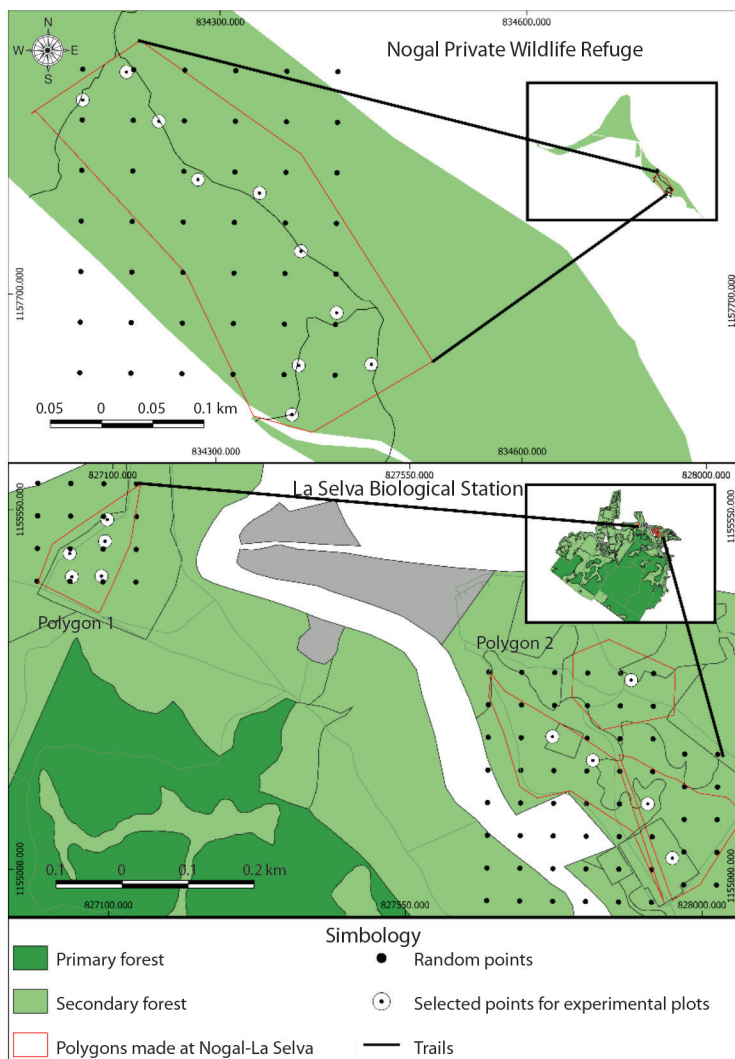 834300.000 834600.000
N
W E
S
Nogal Private Wildlife Refuge
1157700.000 1157700.000
0.05 0 0.05 0.1 km
834300.000 834600.000
827100.000 827550.000 828000.000
La Selva Biological Station
1155550.000 1155550.000
Polygon 1
Polygon 2
0.1 0 0.1 0.2 km
1155000.000 1155000.000
827100.000 827550.000 828000.000
Simbology
Primary forest
Random points
Secondary forest
Selected points for experimental plots
Polygons made at Nogal-La Selva
Trails